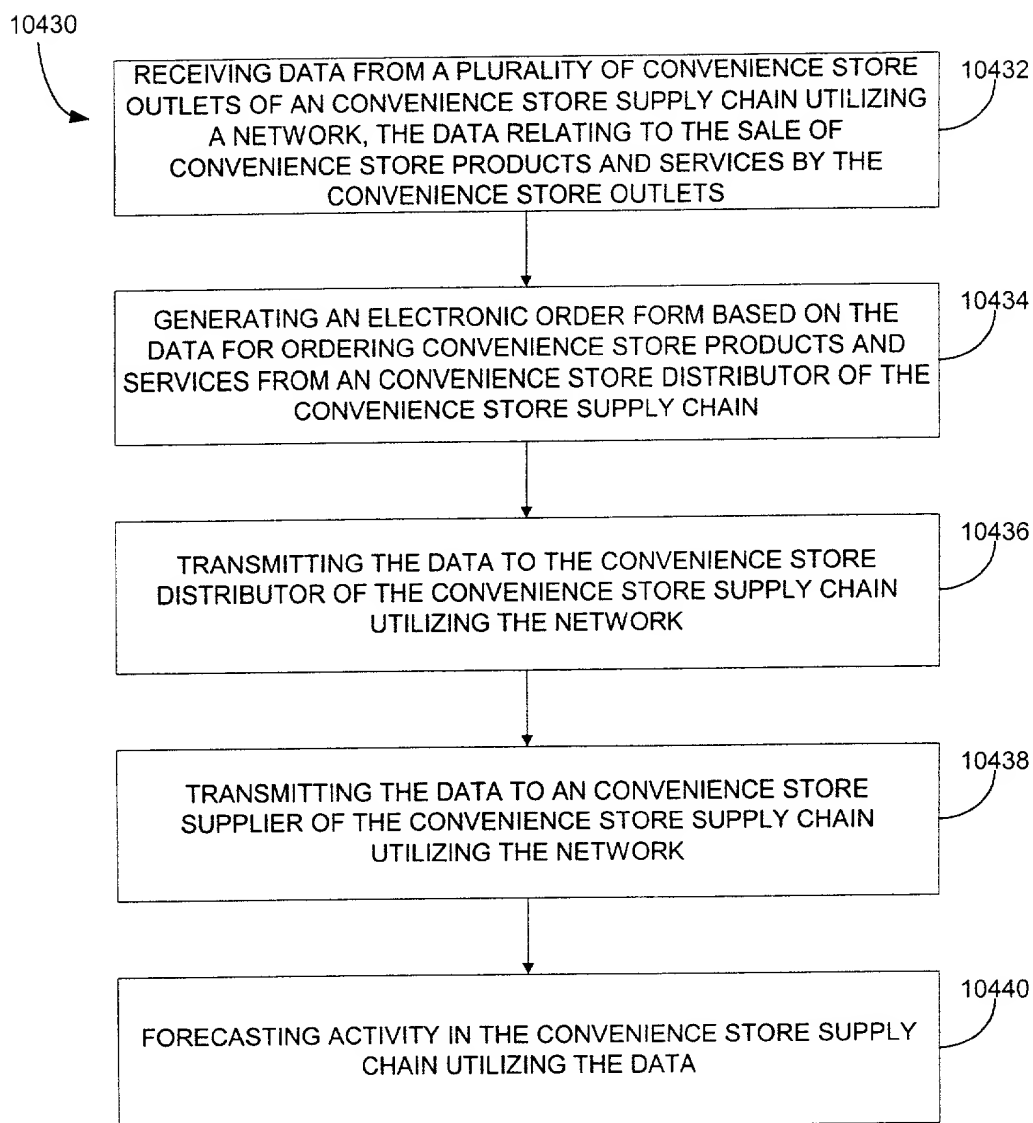 10430
RECEIVING DATA FROM A PLURALITY OF CONVENIENCE STORE
OUTLETS OF AN CONVENIENCE STORE SUPPLY CHAIN UTILIZING
A NETWORK, THE DATA RELATING TO THE SALE OF
CONVENIENCE STORE PRODUCTS AND SERVICES BY THE
CONVENIENCE STORE OUTLETS
10432
GENERATING AN ELECTRONIC ORDER FORM BASED ON THE
DATA FOR ORDERING CONVENIENCE STORE PRODUCTS AND
SERVICES FROM AN CONVENIENCE STORE DISTRIBUTOR OF THE
CONVENIENCE STORE SUPPLY CHAIN
10434
TRANSMITTING THE DATA TO THE CONVENIENCE STORE
DISTRIBUTOR OF THE CONVENIENCE STORE SUPPLY CHAIN
UTILIZING THE NETWORK
10436
TRANSMITTING THE DATA TO AN CONVENIENCE STORE
SUPPLIER OF THE CONVENIENCE STORE SUPPLY CHAIN
UTILIZING THE NETWORK
10438
FORECASTING ACTIVITY IN THE CONVENIENCE STORE SUPPLY
CHAIN UTILIZING THE DATA
10440